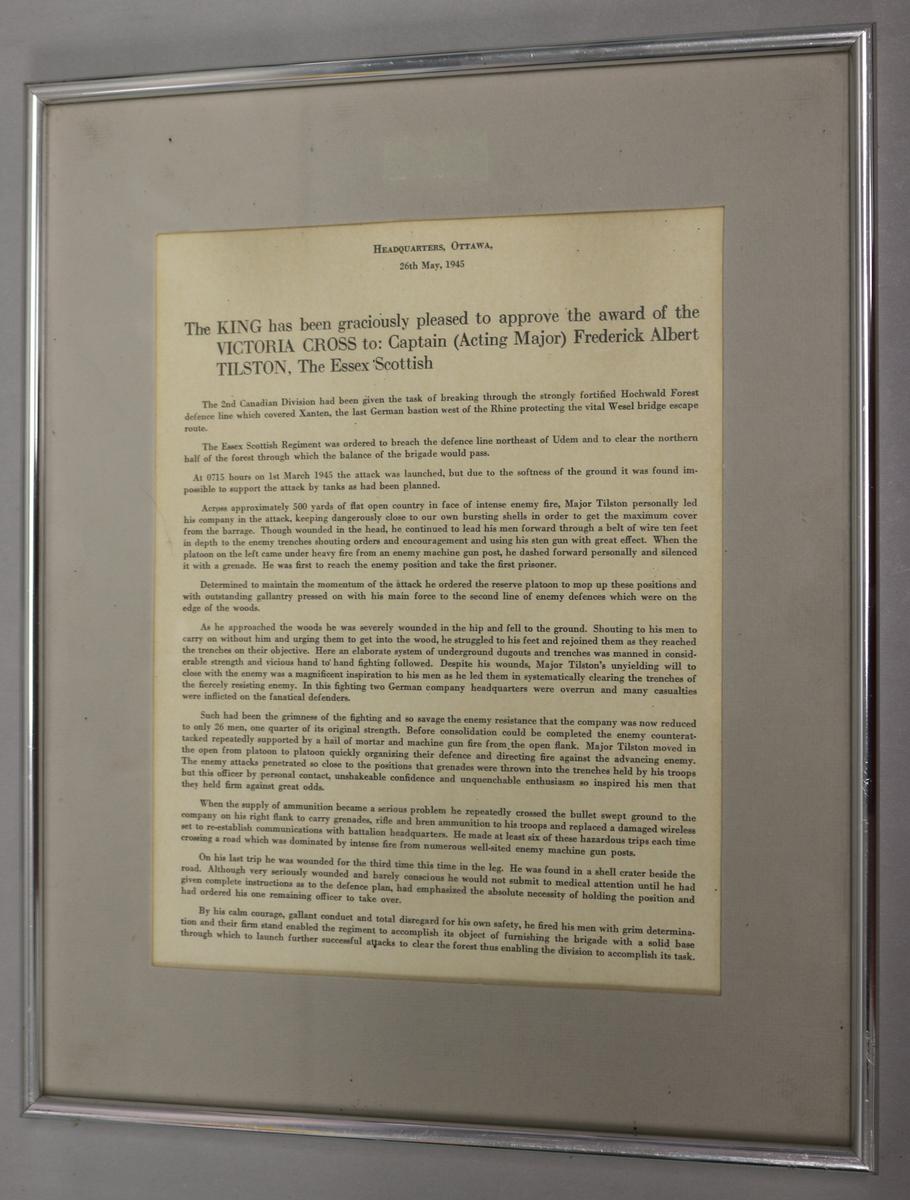 Headquarters, Ottawa,
26th May, 1945
The KING has been graciously pleased to approve the award of the
VICTORIA CROSS to: Captain (Acting Major) Frederick Albert
TILSTON, The Essex Scottish
The 2nd Canadian Division had been given the task of breaking through the strongly fortified Hochwald Forest
defence line which covered Xanten, the last German bastion west of the Rhine protecting the vital Wesel bridge escape
route.
The Essex Scottish Regiment was ordered to breach the defence line northeast of Udem and to clear the northern
half of the forest through which the balance of the brigade would pass.
At 0715 hours on 1st March 1945 the attack was launched, but due to the softness of the ground it was found im-
possible to support the attack by tanks as had been planned.
Across approximately 500 yards of flat open country in face of intense enemy fire, Major Tilston personally led
his company in the attack, keeping dangerously close to our own bursting shells in order to get the maximum cover
from the barrage. Though wounded in the head, he continued to lead his men forward through a belt of wire ten feet
in depth to the enemy trenches shouting orders and encouragement and using his sten gun with great effect. When the
platoon on the left came under heavy fire from an enemy machine gun post, he dashed forward personally and silenced
it with a grenade. He was first to reach the enemy position and take the first prisoner.
Determined to maintain the momentum of the attack he ordered the reserve platoon to mop up these positions and
with outstanding gallantry pressed on with his main force to the second line of enemy defences which were on the
edge of the woods.
As he approached the woods he was severely wounded in the hip and fell to the ground. Shouting to his men to
carry on without him and urging them to get into the wood, he struggled to his feet and rejoined them as they reached
the trenches on their objective. Here an elaborate system of underground dugouts and trenches was manned in consid-
erable strength and vicious hand to hand fighting followed. Despite his wounds, Major Tilston's unyielding will to
close with the enemy was a magnificent inspiration to his men as he led them in systematically clearing the trenches of
the fiercely resisting enemy. In this fighting two German company headquarters were overrun and many casualties
were inflicted on the fanatical defenders.
Such had been the grimness of the fighting and so savage the enemy resistance that the company was now reduced
to only 26 men, one quarter of its original strength. Before consolidation could be completed the enemy counterat-
tacked repeatedly supported by a hail of mortar and machine gun fire from the open flank. Major Tilston moved in
the open from platoon to platoon quickly organizing their defence and directing fire against the advancing enemy.
The enemy attacks penetrated so close to the positions that grenades were thrown into the trenches held by his troops
but this officer by personal contact, unshakeable confidence and unquenchable enthusiasm so inspired his men that
they held firm against great odds.
When the supply of ammunition became a serious problem he repeatedly crossed the bullet swept ground to the
company on his right flank to carry grenades, rifle and bren ammunition to his troops and replaced a damaged wireless
set to re-establish communications with battalion headquarters. He made at least six of these hazardous trips each time
crossing a road which was dominated by intense fire from numerous well-sited enemy machine gun posts.
On his last trip he was wounded for the third time this time in the leg. He was found in a shell crater beside the
road. Although very seriously wounded and barely conscious he would not submit to medical attention until he had
given complete instructions as to the defence plan, had emphasized the absolute necessity of holding the position and
had ordered his one remaining officer to take over.
By his calm courage, gallant conduct and total disregard for his own safety, he fired his men with grim determina-
tion and their firm stand enabled the regiment to accomplish its object of furnishing the brigade with a solid base
through which to launch further successful attacks to clear the forest thus enabling the division to accomplish its task.